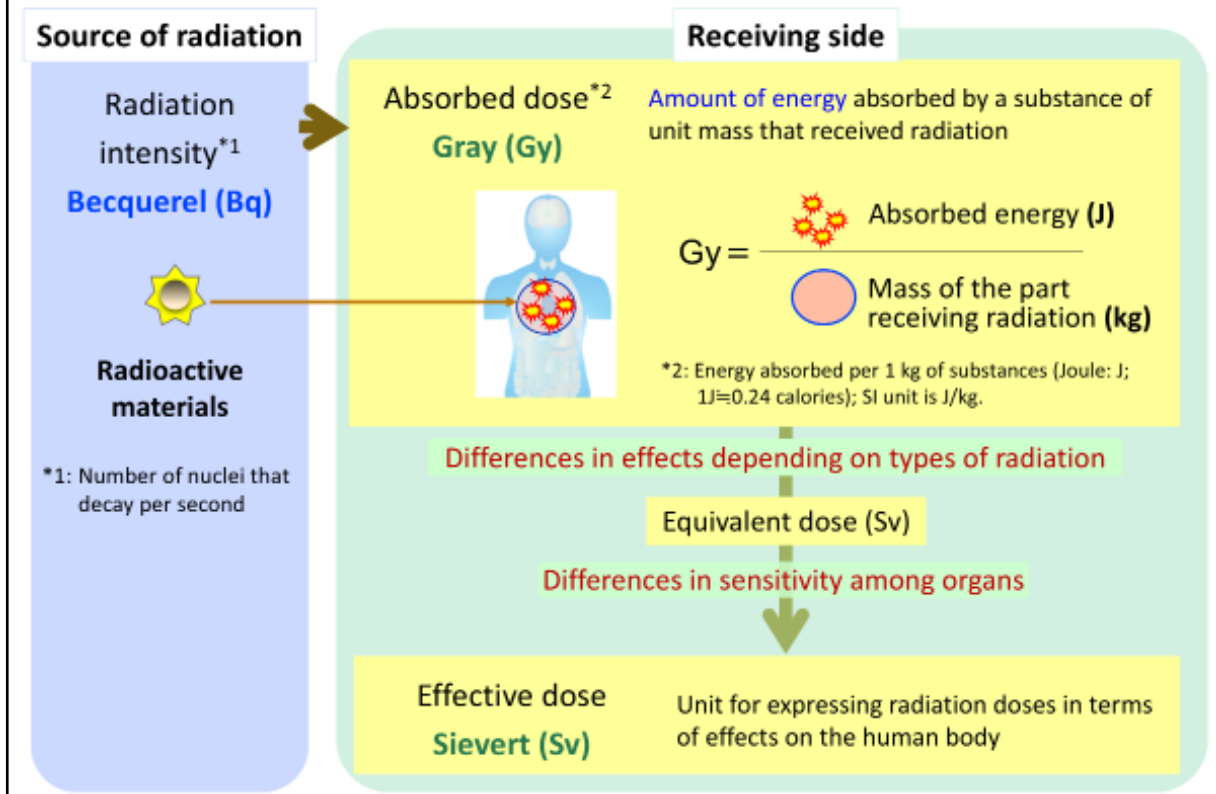 Source of radiation
Radiation
intensity*1
Becquerel (Bq)
Radioactive
materials
*1: Number of nuclei that
decay per second
Receiving side
Absorbed dose*2
Gray (Gy)
Amount of energy absorbed by a substance of
unit mass that received radiation
Gy =
Absorbed energy (J)
Mass of the part
receiving radiation (kg)
*2: Energy absorbed per 1 kg of substances (Joule: J;
1J≒0.24 calories); SI unit is J/kg.
Differences in effects depending on types of radiation
Equivalent dose (Sv)
Differences in sensitivity among organs
Effective dose
Sievert (Sv)
Unit for expressing radiation doses in terms
of effects on the human body